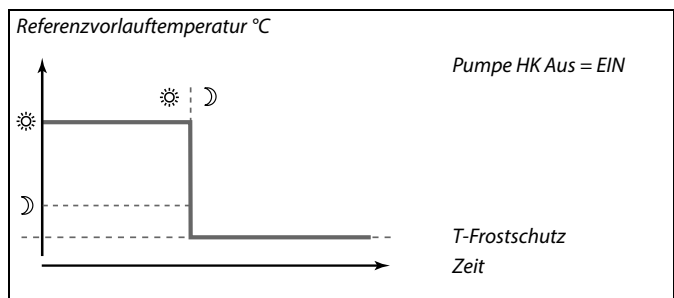 Referenzvorlauftemperatur °C
Pumpe HK Aus = EIN
T-Frostschutz
Zeit